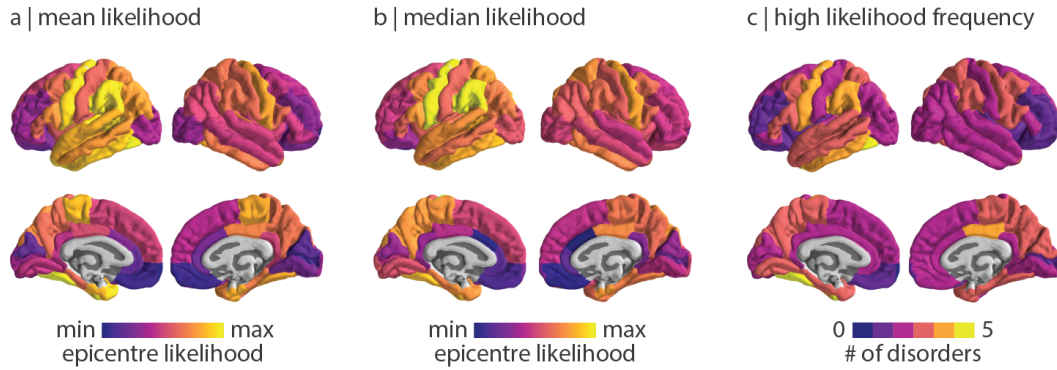 a | mean likelihood
b | median likelihood
c | high likelihood frequency
min max
epicentre likelihood
min max
epicentre likelihood
0 5
# of disorders